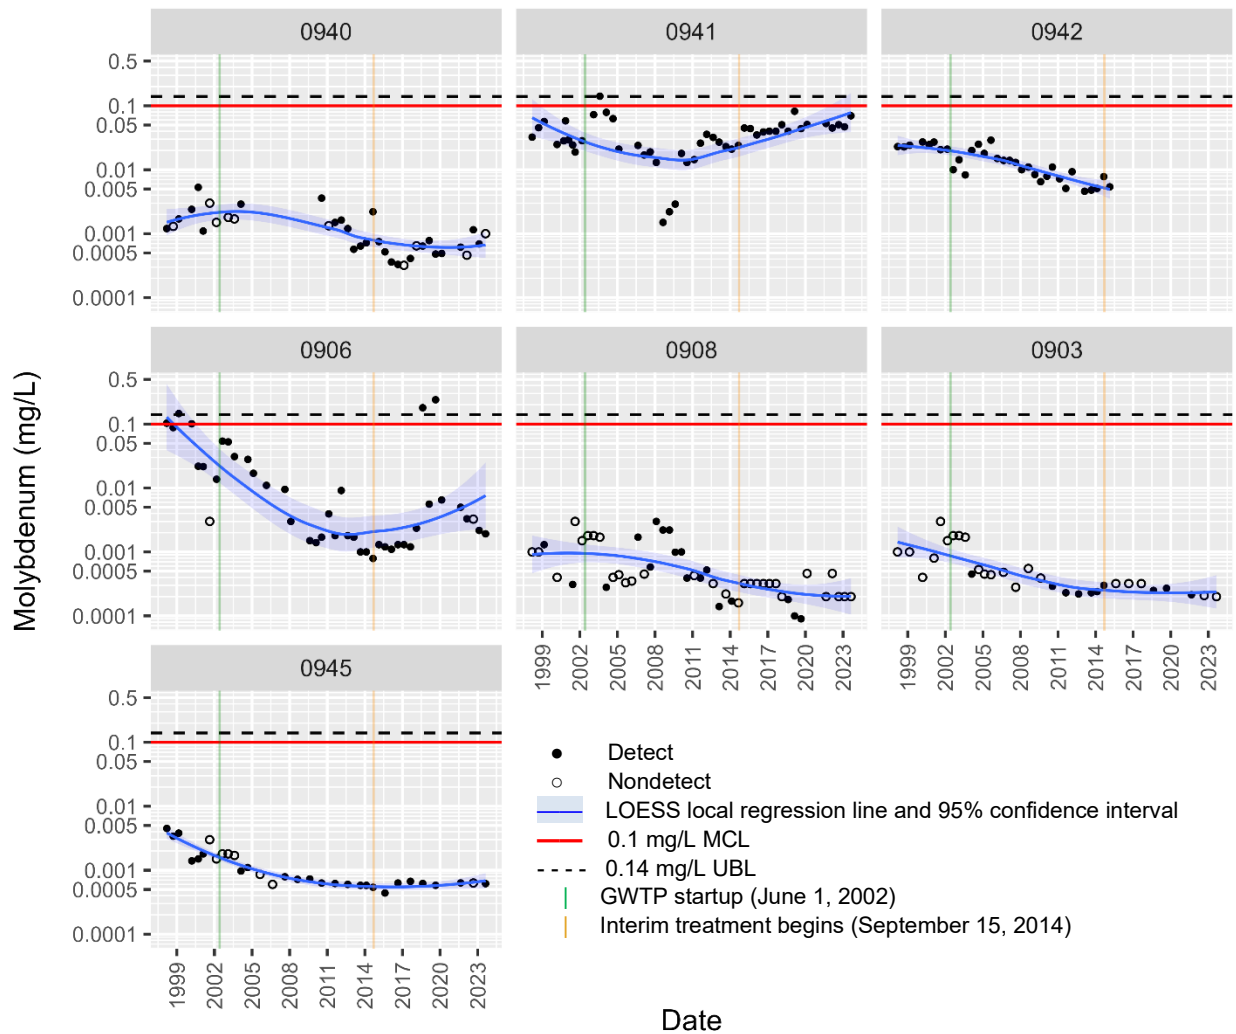 0940 0941 0942
0.5
0.1
0.05
0.01
0.005
0.001
0.0005
0.0001
0906 0908 0903
0.5
0.1
0.05
0.01
0.005
0.001
0.0005
0.0001
1999 2002 2005 2008 2011 2014 2017 2020 2023 1999 2002 2005 2008 2011 2014 2017 2020 2023
0945
0.5
0.1
0.05
0.01
0.005
0.001
0.0005
0.0001
1999 2002 2005 2008 2011 2014 2017 2020 2023
Molybdenum (mg/L)
Detect
Nondetect
LOESS local regression line and 95% confidence interval
0.1 mg/L MCL
0.14 mg/L UBL
GWTP startup (June 1, 2002)
Interim treatment begins (September 15, 2014)
Date